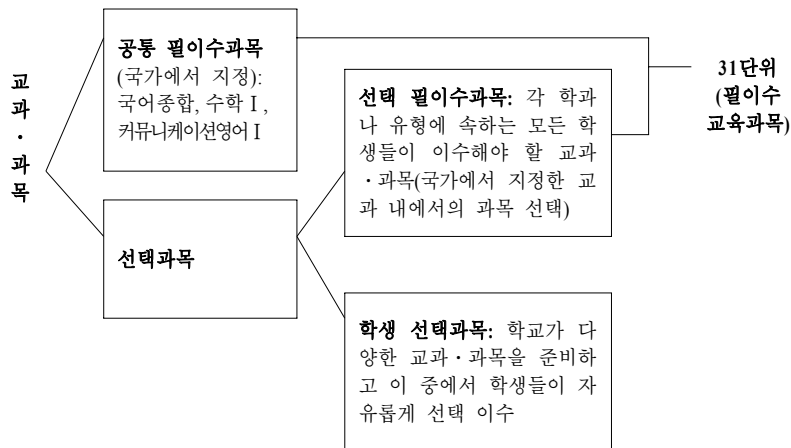 교
과
·
과
목
공통 필이수과목
(국가에서 지정):
국어종합, 수학Ⅰ,
커뮤니케이션영어Ⅰ
선택과목
선택 필이수과목: 각 학과
나 유형에 속하는 모든 학
생들이 이수해야 할 교과
·과목(국가에서 지정한 교
과 내에서의 과목 선택)
학생 선택과목: 학교가 다
양한 교과·과목을 준비하
고 이 중에서 학생들이 자
유롭게 선택 이수
31단위
(필이수
교육과목)